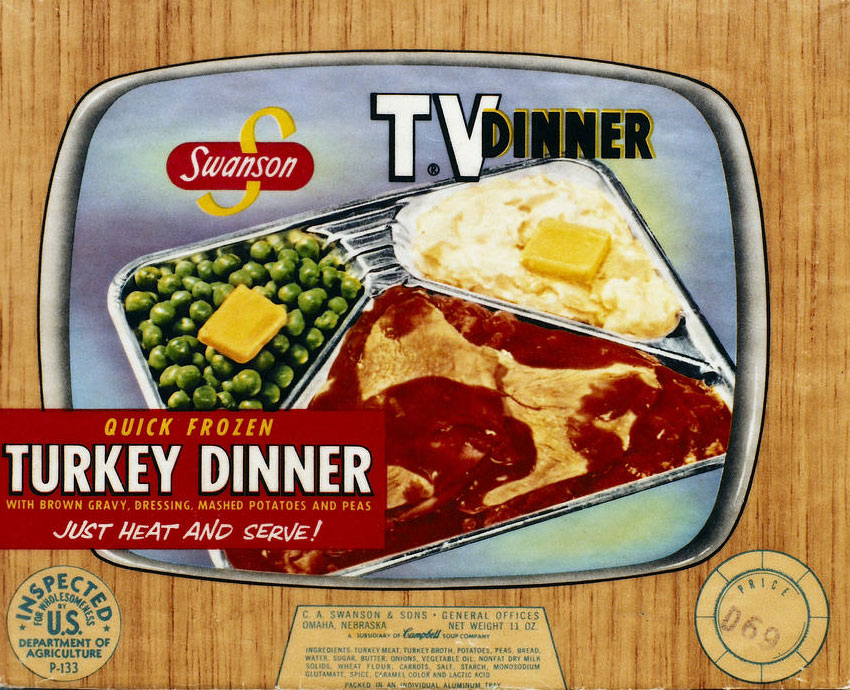 Swanson
T.V DINNER
®
QUICK FROZEN
TURKEY DINNER
WITH BROWN GRAVY, DRESSING, MASHED POTATOES AND PEAS
JUST HEAT AND SERVE!
INSPECTED
FOR WHOLESOMENESS
BY
U.S.
DEPARTMENT OF
AGRICULTURE
P-133
C. A. SWANSON & SONS · GENERAL OFFICES
OMAHA, NEBRASKA NET WEIGHT 11 OZ.
A SUBSIDIARY OF Campbell SOUP COMPANY
INGREDIENTS: TURKEY MEAT, TURKEY BROTH, POTATOES, PEAS, BREAD,
WATER, SUGAR, BUTTER, ONIONS, VEGETABLE OIL, NONFAT DRY MILK
SOLIDS, WHEAT FLOUR, CARROTS, SALT, STARCH, MONOSODIUM
GLUTAMATE, SPICE, CARAMEL COLOR AND LACTIC ACID
PACKED IN AN INDIVIDUAL ALUMINUM TRAY
PRICE
069